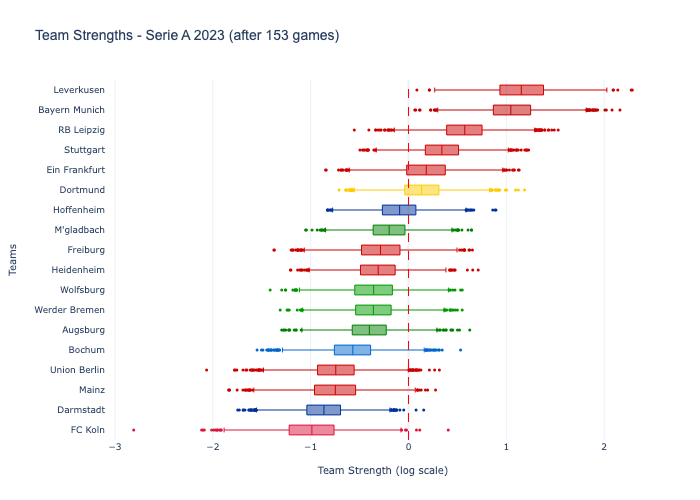 Team Strengths - Serie A 2023 (after 153 games)
Leverkusen
Bayern Munich
RB Leipzig
Stuttgart
Ein Frankfurt
Dortmund
Hoffenheim
M'gladbach
Freiburg
Heidenheim
Wolfsburg
Werder Bremen
Augsburg
Bochum
Union Berlin
Mainz
Darmstadt
FC Koln
Teams
−3 −2 −1 0 1 2
Team Strength (log scale)